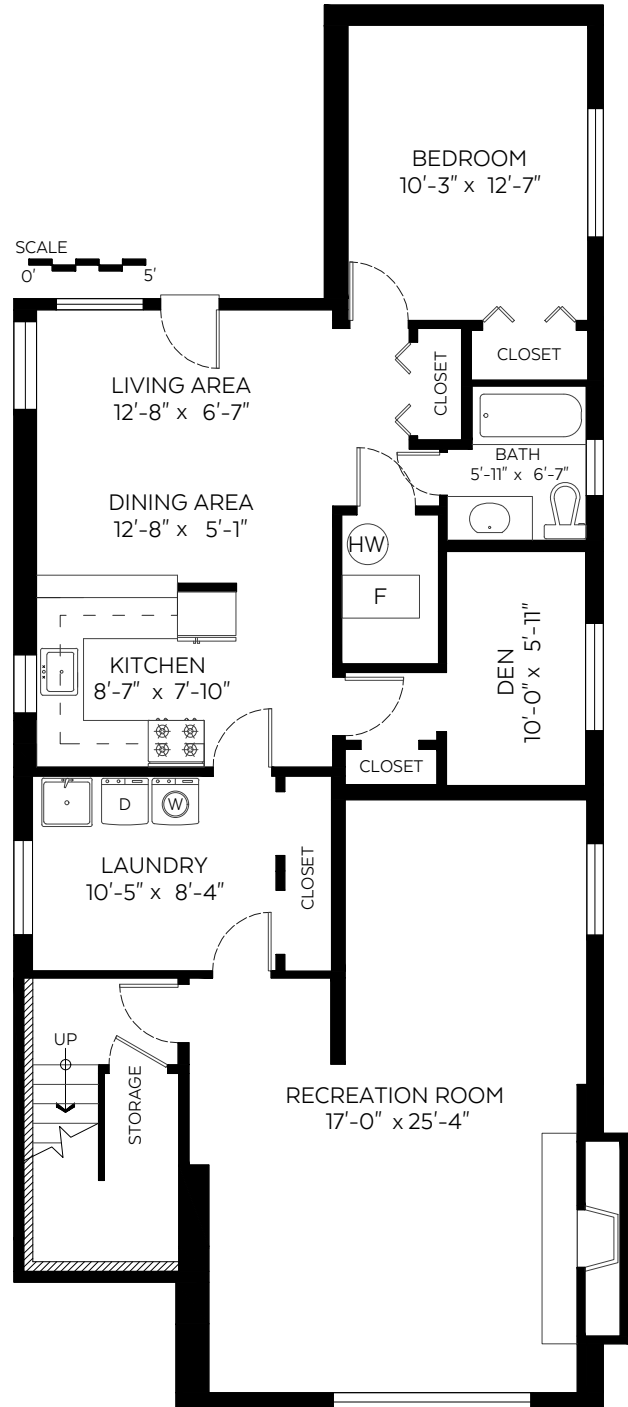 BEDROOM
10'-3" x 12'-7"
SCALE
0' 5'
CLOSET
CLOSET
LIVING AREA
12'-8" x 6'-7"
BATH
5'-11" x 6'-7"
DINING AREA
12'-8" x 5'-1"
HW
F
KITCHEN
8'-7" x 7'-10"
DEN
10'-0" x 5'-11"
CLOSET
D
W
LAUNDRY
10'-5" x 8'-4"
CLOSET
UP
STORAGE
RECREATION ROOM
17'-0" x 25'-4"